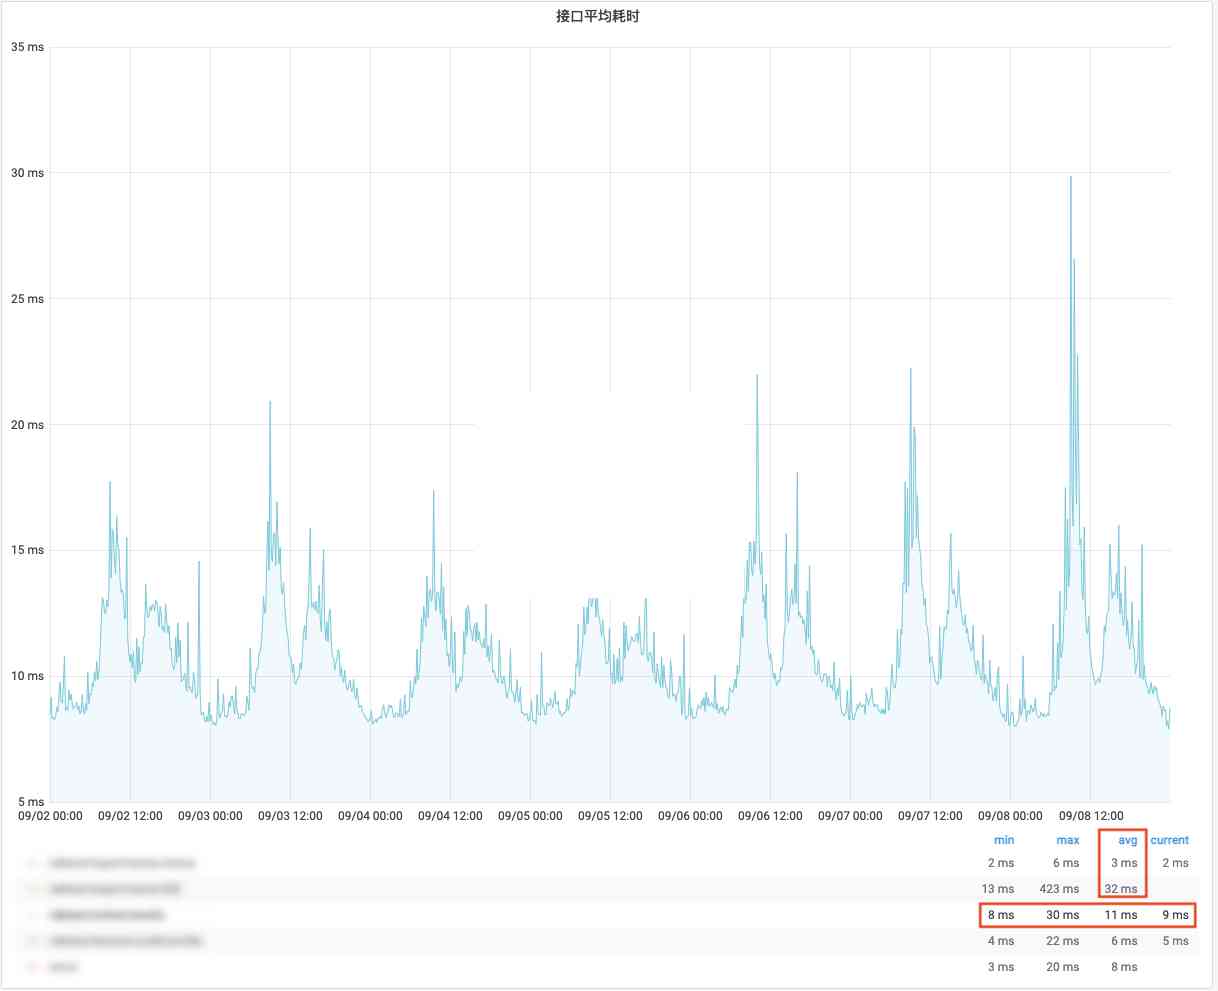 接口平均耗时
35 ms
30 ms
25 ms
20 ms
15 ms
10 ms
5 ms
09/02 00:00 09/02 12:00 09/03 00:00 09/03 12:00 09/04 00:00 09/04 12:00 09/05 00:00 09/05 12:00 09/06 00:00 09/06 12:00 09/07 00:00 09/07 12:00 09/08 00:00 09/08 12:00
min max avg current
2 ms 6 ms 3 ms 2 ms
13 ms 423 ms 32 ms
8 ms 30 ms 11 ms 9 ms
4 ms 22 ms 6 ms 5 ms
3 ms 20 ms 8 ms